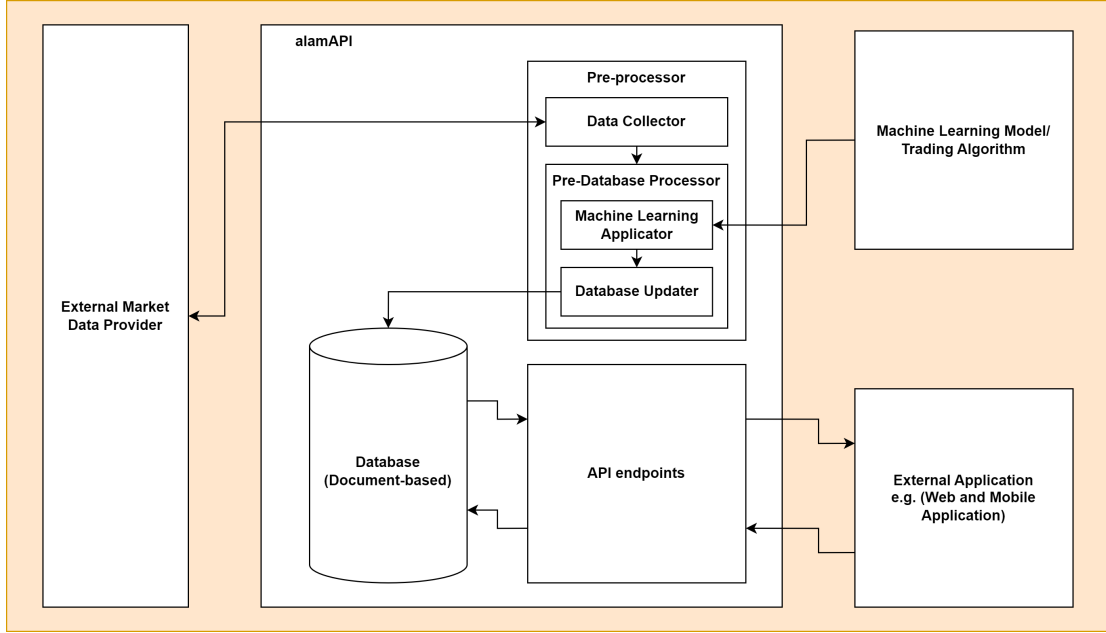 alamAPI
Pre-processor
Data Collector
Pre-Database Processor
Machine Learning
Applicator
Database Updater
Machine Learning Model/
Trading Algorithm
External Market
Data Provider
Database
(Document-based)
API endpoints
External Application
e.g. (Web and Mobile
Application)